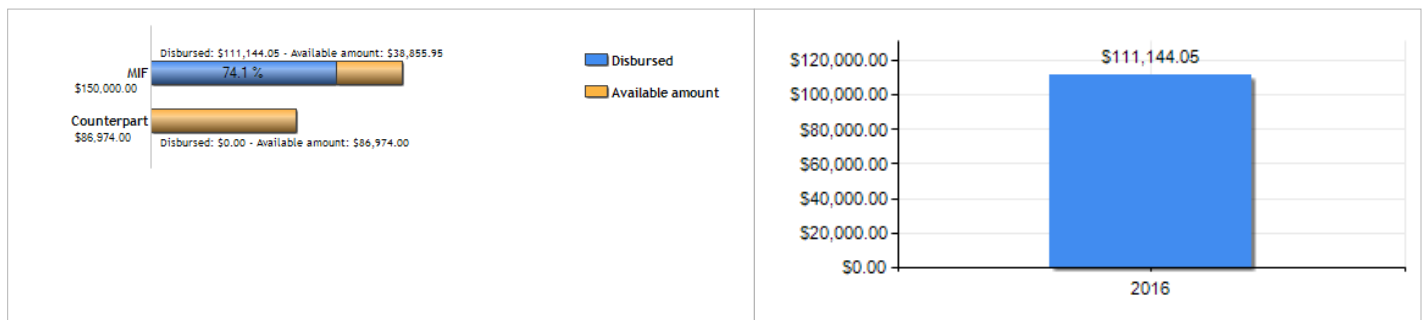 Disbursed: $111,144.05 - Available amount: $38,855.95
MIF
74.1 %
$150,000.00
Counterpart
$86,974.00
Disbursed: $0.00 - Available amount: $86,974.00
Disbursed
Available amount
$111,144.05
$120,000.00
$100,000.00
$80,000.00
$60,000.00
$40,000.00
$20,000.00
$0.00
2016